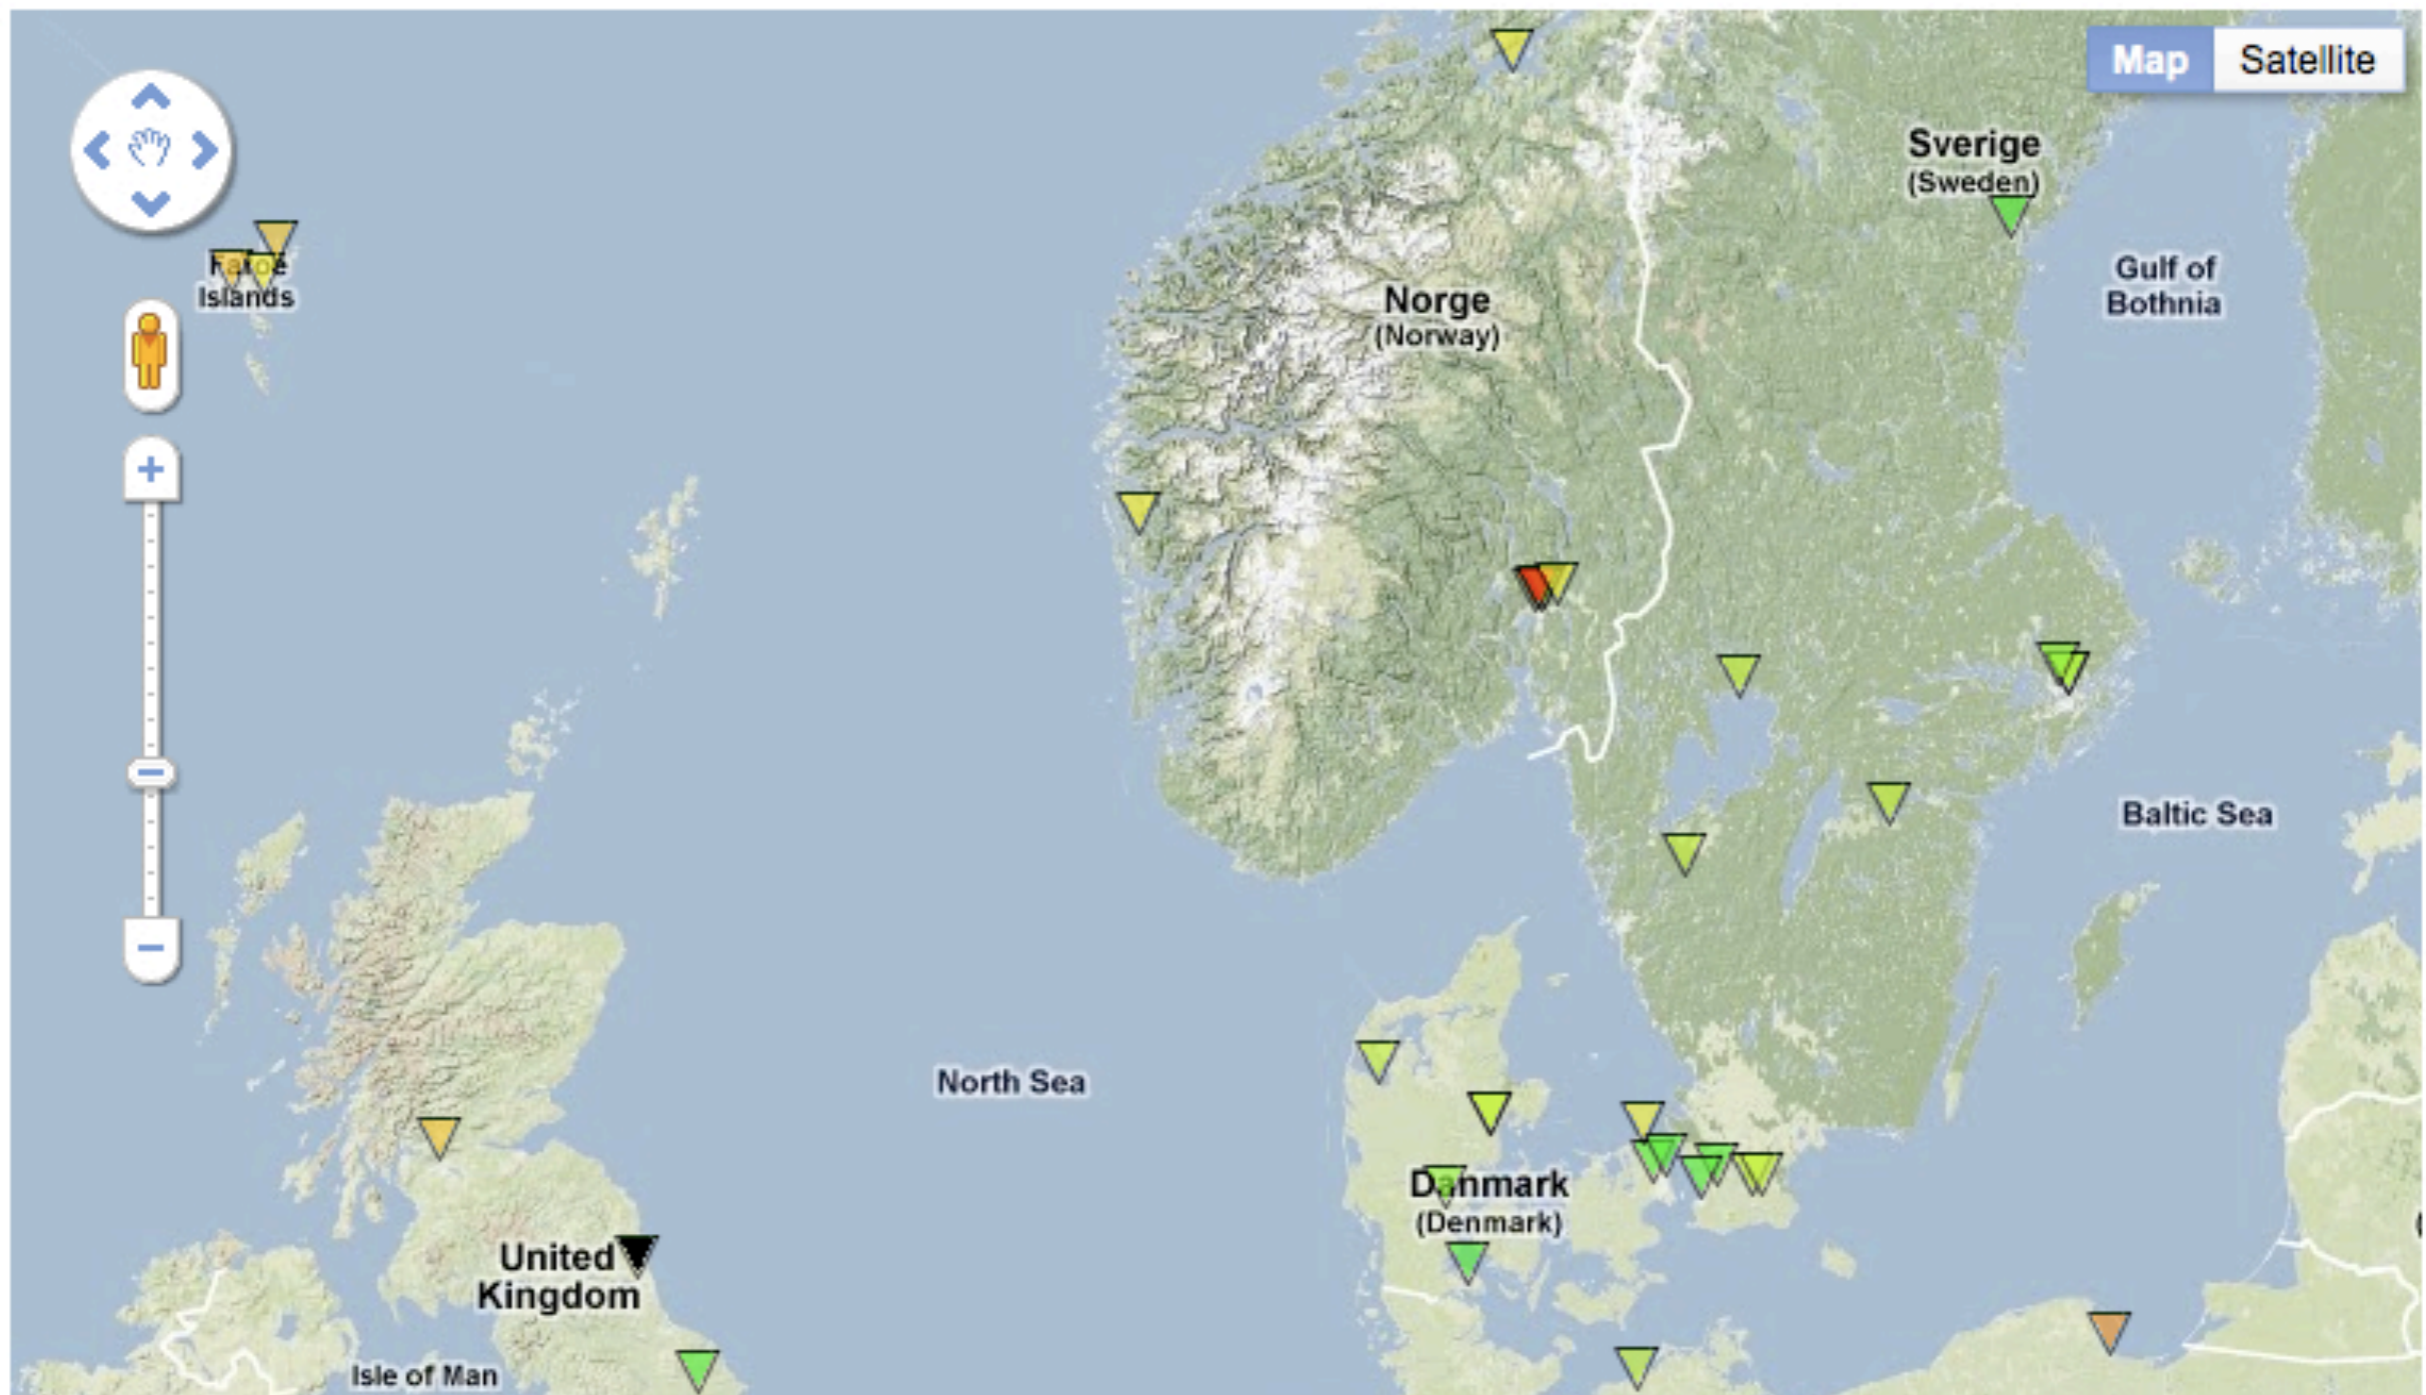 Map
Satellite
Sverige
(Sweden)
Faroe
Islands
Gulf of
Bothnia
Norge
(Norway)
Baltic Sea
North Sea
Danmark
(Denmark)
United
Kingdom
Isle of Man